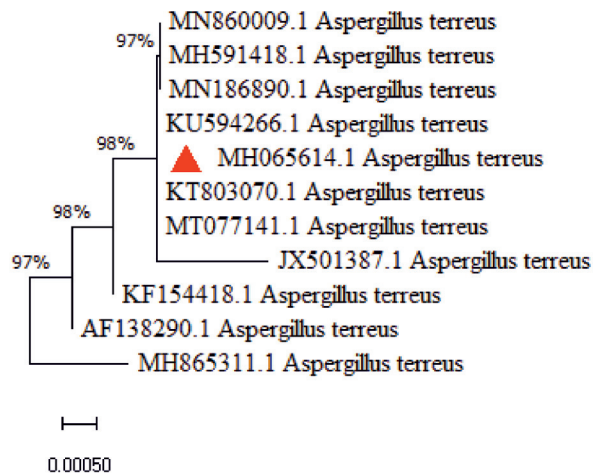 MN860009.1 Aspergillus terreus
97%
MH591418.1 Aspergillus terreus
MN186890.1 Aspergillus terreus
KU594266.1 Aspergillus terreus
98%
MH065614.1 Aspergillus terreus
KT803070.1 Aspergillus terreus
98%
MT077141.1 Aspergillus terreus
97%
JX501387.1 Aspergillus terreus
KF154418.1 Aspergillus terreus
AF138290.1 Aspergillus terreus
MH865311.1 Aspergillus terreus
0.00050